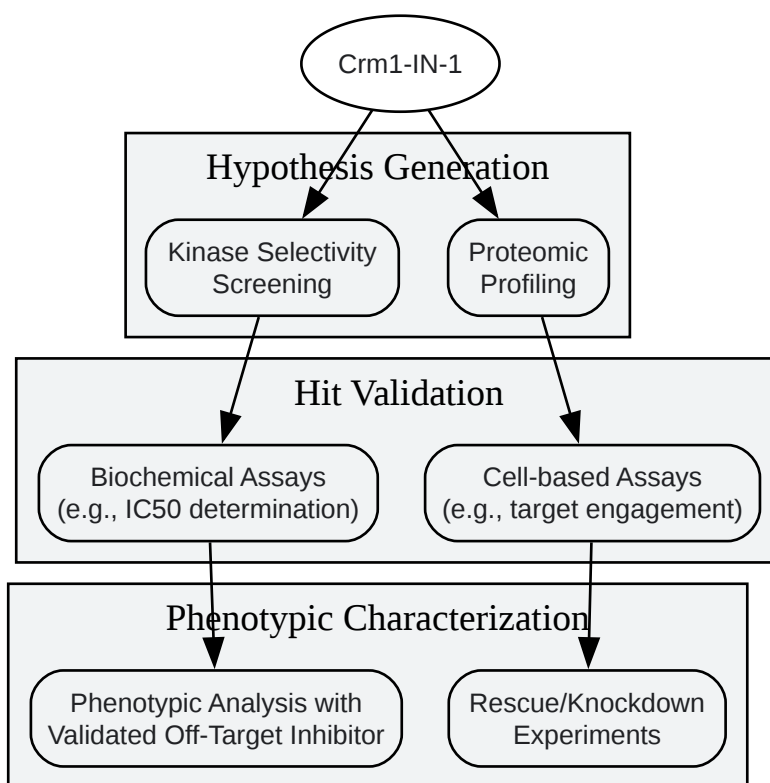 Crm1-IN-1
Hypothesis Generation
Kinase Selectivity
Screening
Proteomic
Profiling
Hit Validation
Biochemical Assays
(e.g., IC50 determination)
Cell-based Assays
(e.g., target engagement)
Phenotypic Characterization
Phenotypic Analysis with
Validated Off-Target Inhibitor
Rescue/Knockdown
Experiments